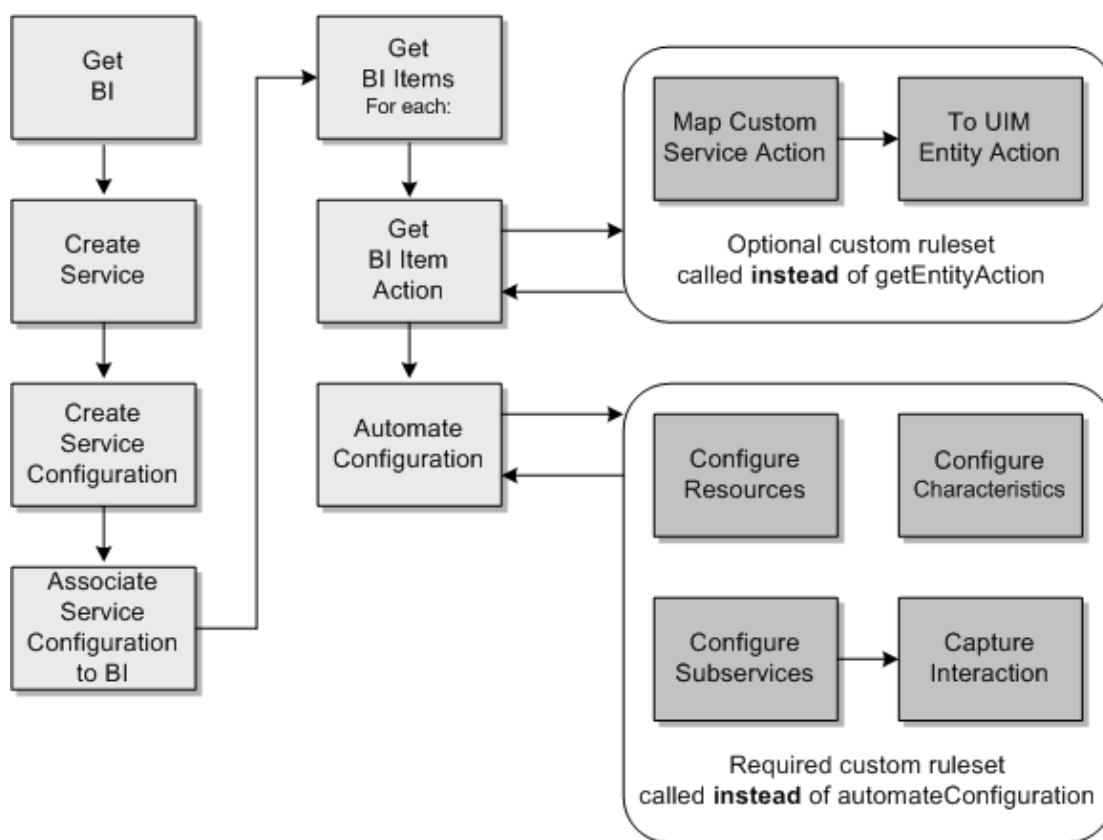 Get
BI
Create
Service
Create
Service
Configuration
Associate
Service
Configuration
to BI
Get
BI Items
For each:
Get
BI Item
Action
Automate
Configuration
Map Custom
Service Action
To UIM
Entity Action
Optional custom ruleset
called instead of getEntityAction
Configure
Resources
Configure
Characteristics
Configure
Subservices
Capture
Interaction
Required custom ruleset
called instead of automateConfiguration